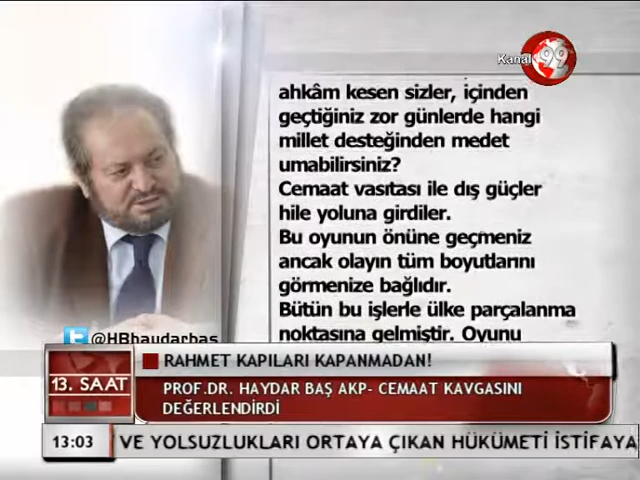 Kanal 99
ahkâm kesen sizler, içinden
geçtiğiniz zor günlerde hangi
millet desteğinden medet
umabilirsiniz?
Cemaat vasıtası ile dış güçler
hile yoluna girdiler.
Bu oyunun önüne geçmeniz
ancak olayın tüm boyutlarını
görmenize bağlıdır.
Bütün bu işlerle ülke parçalanma
noktasına gelmiştir. Oyunu
@HBhaydarbas
RAHMET KAPILARI KAPANMADAN!
13. SAAT
PROF.DR. HAYDAR BAŞ AKP- CEMAAT KAVGASINI
DEĞERLENDİRDİ
13:03
VE YOLSUZLUKLARI ORTAYA ÇIKAN HÜKÜMETİ İSTİFAYA